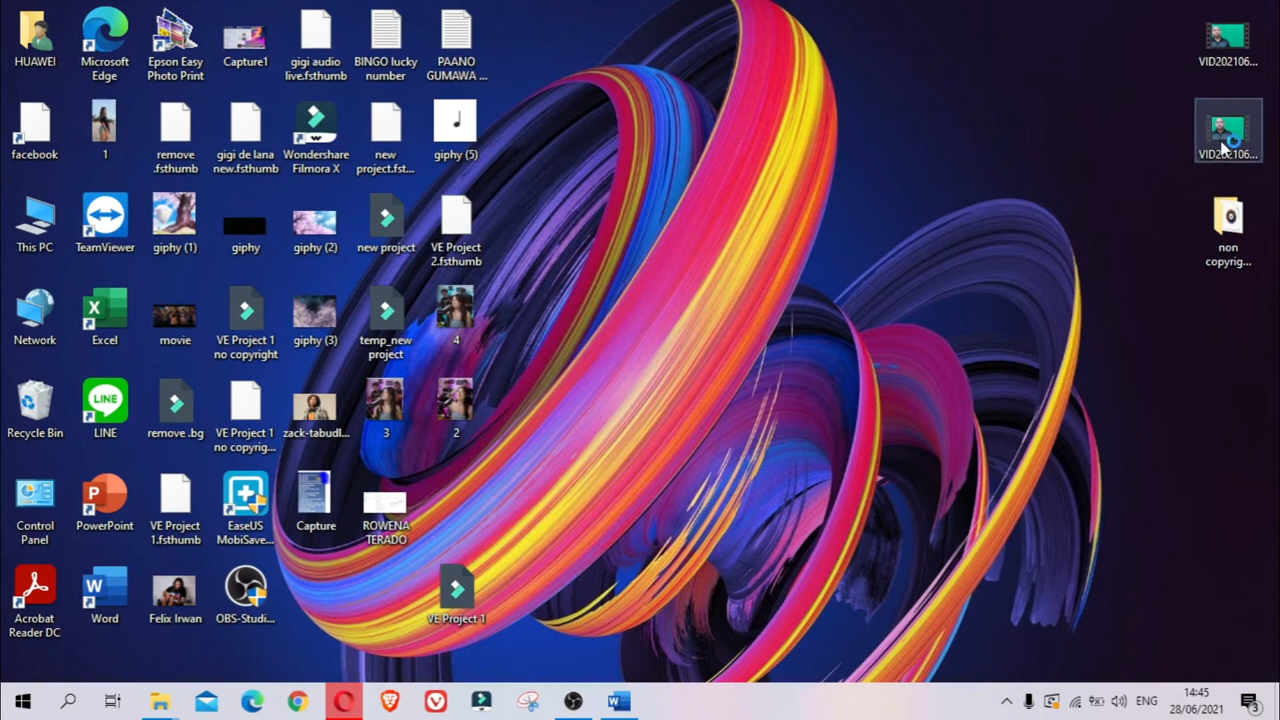 HUAWEI
Microsoft
Edge
Epson Easy
Photo Print
Capture1
gigi audio
live.fsthumb
BINGO lucky
number
PAANO
GUMAWA ...
VID202106...
facebook
1
remove
.fsthumb
gigi de lana
new.fsthumb
Wondershare
Filmora X
new
project.fst...
giphy (5)
VID202106...
This PC
TeamViewer
giphy (1)
giphy
giphy (2)
new project
VE Project
2.fsthumb
non
copyrig...
Network
Excel
movie
VE Project 1
no copyright
giphy (3)
temp_new
project
4
Recycle Bin
LINE
remove .bg
VE Project 1
no copyrig...
zack-tabudl...
3
2
Control
Panel
PowerPoint
VE Project
1.fsthumb
EaseUS
MobiSave...
Capture
ROWENA
TERADO
Acrobat
Reader DC
Word
Felix Irwan
OBS-Studi...
VE Project 1
ENG
14:45
28/06/2021
3